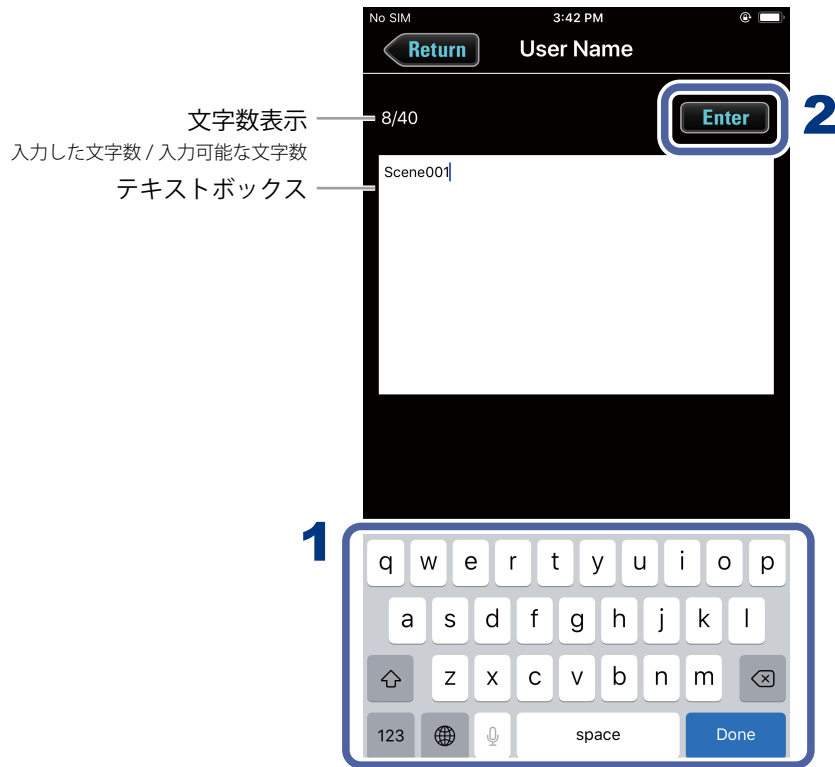 No SIM 3:42 PM
Return User Name
文字数表示
8/40
Enter
2
入力した文字数 / 入力可能な文字数
テキストボックス
Scene001
1
q w e r t y u i o p
a s d f g h j k l
z x c v b n m
123 space Done